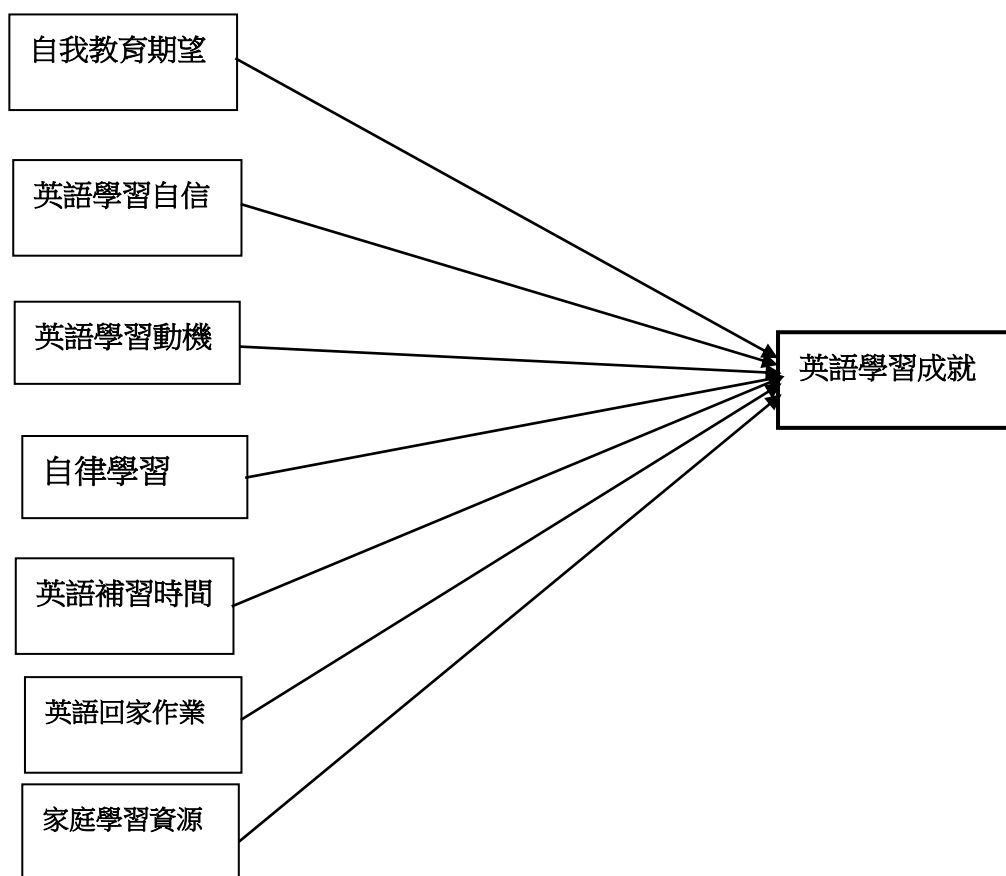 自我教育期望
英語學習自信
英語學習動機
英語學習成就
自律學習
英語補習時間
英語回家作業
家庭學習資源